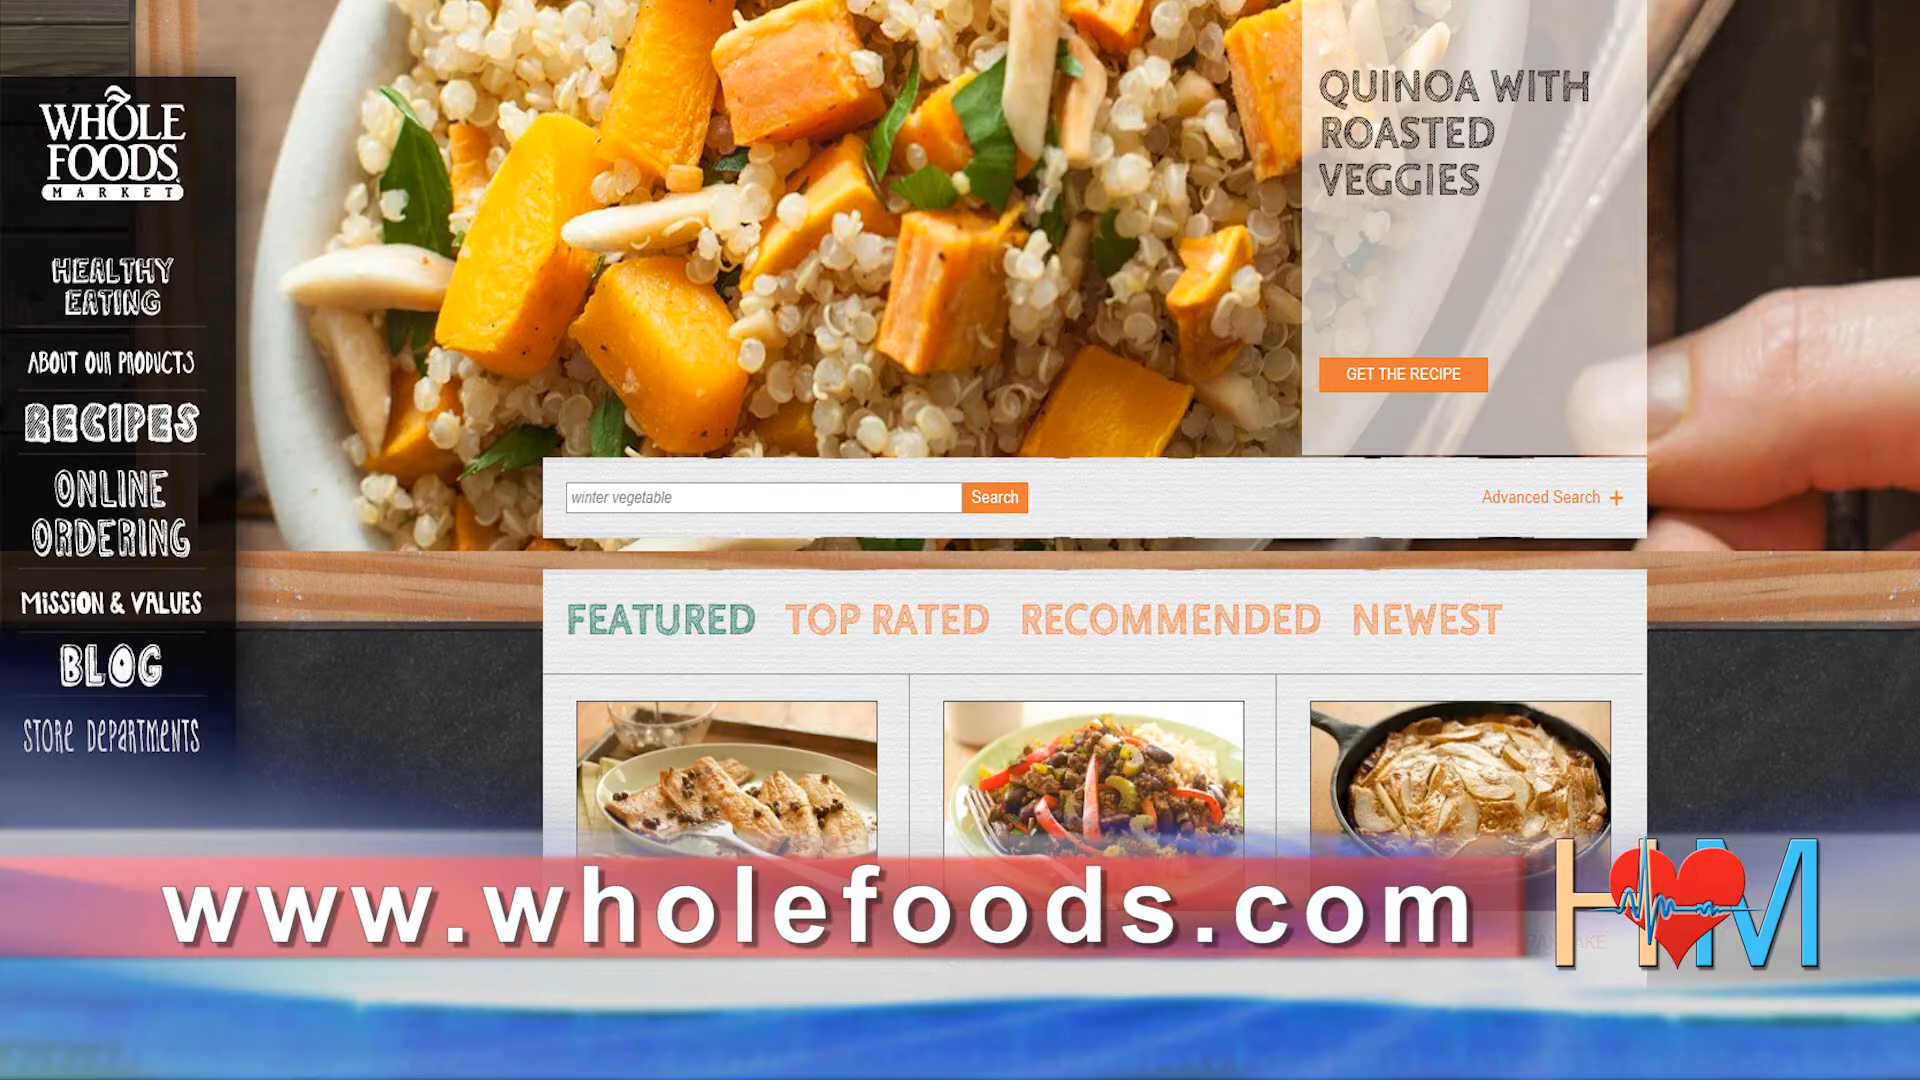 WHOLE
FOODS
MARKET
HEALTHY
EATING
ABOUT OUR PRODUCTS
RECIPES
ONLINE
ORDERING
MISSION & VALUES
BLOG
STORE DEPARTMENTS
QUINOA WITH
ROASTED
VEGGIES
GET THE RECIPE
winter vegetable Search Advanced Search +
FEATURED TOP RATED RECOMMENDED NEWEST
www.wholefoods.com
HM